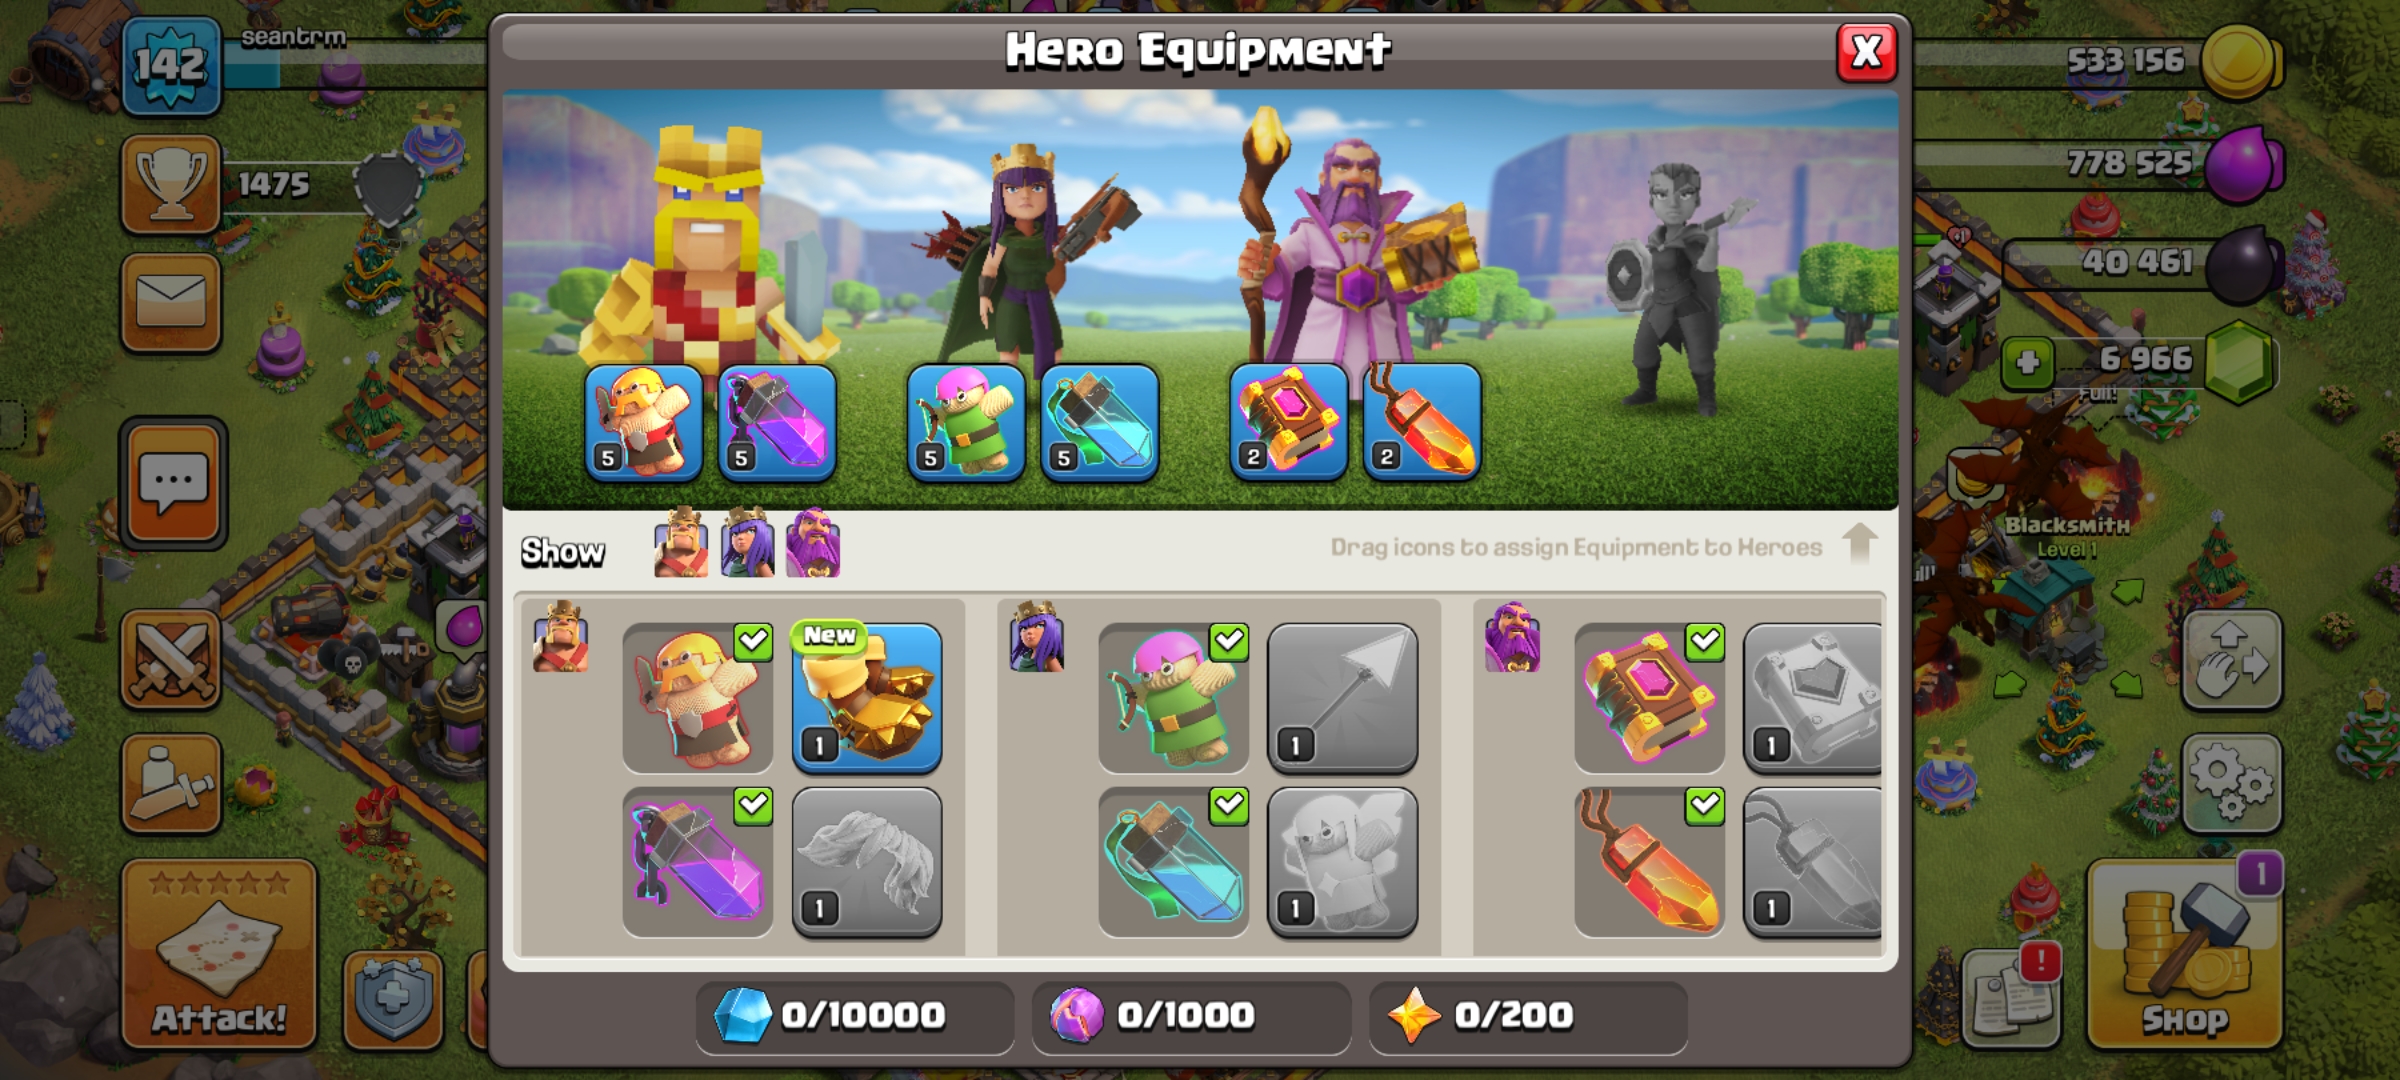 Hero Equipment
X
142
seantrm
533 156
1475
778 525
40 461
6 966
Full!
5
5
5
5
2
2
Show
Drag icons to assign Equipment to Heroes
Blacksmith
Level 1
New
1
1
1
1
1
1
1
!
Attack!
Shop
0/10000
0/1000
0/200